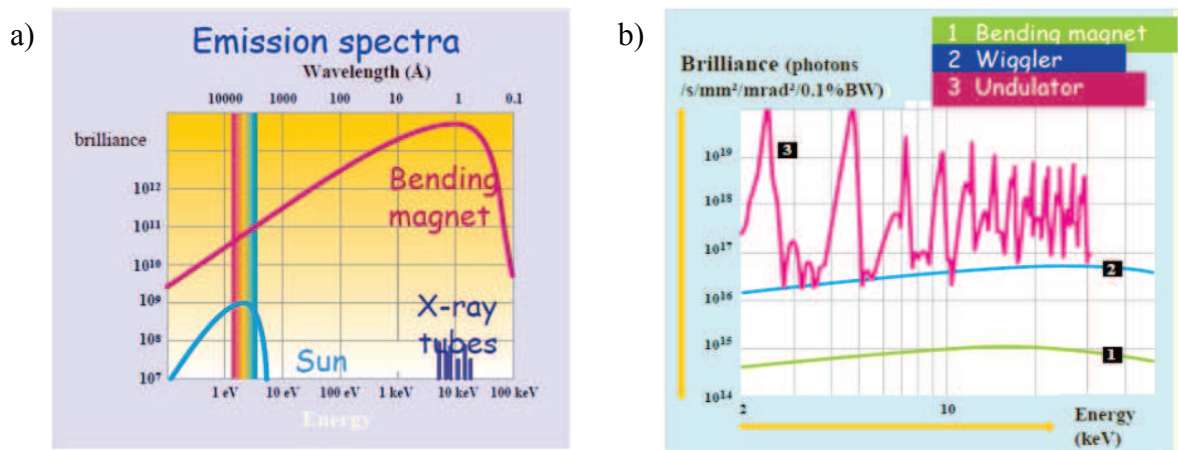 a)
Emission spectra
Wavelength (Å)
10000 1000 100 10 1 0.1
brilliance
10¹²
10¹¹
10¹⁰
10⁹
10⁸
10⁷
Bending
magnet
X-ray
tubes
Sun
1 eV 10 eV 100 eV 1 keV 10 keV 100 keV
Energy
b)
1 Bending magnet
2 Wiggler
3 Undulator
Brilliance (photons
/s/mm²/mrad²/0.1%BW)
10¹⁹
10¹⁸
10¹⁷
10¹⁶
10¹⁵
10¹⁴
3
2
1
2 10
Energy
(keV)